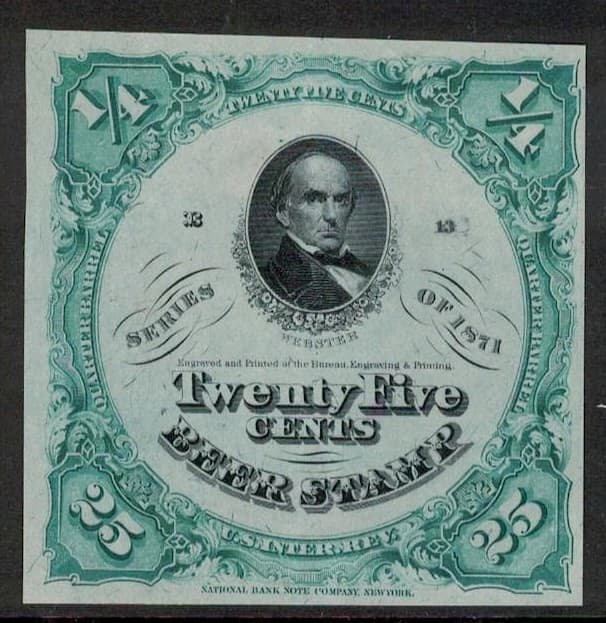 1/4
TWENTY FIVE CENTS
1/4
QUARTER BARREL
QUARTER BARREL
SERIES
OF 1871
WEBSTER
Engraved and Printed at the Bureau, Engraving & Printing.
Twenty Five
CENTS
BEER STAMP
25
U.S. INTER. REV.
25
NATIONAL BANK NOTE COMPANY, NEW YORK.